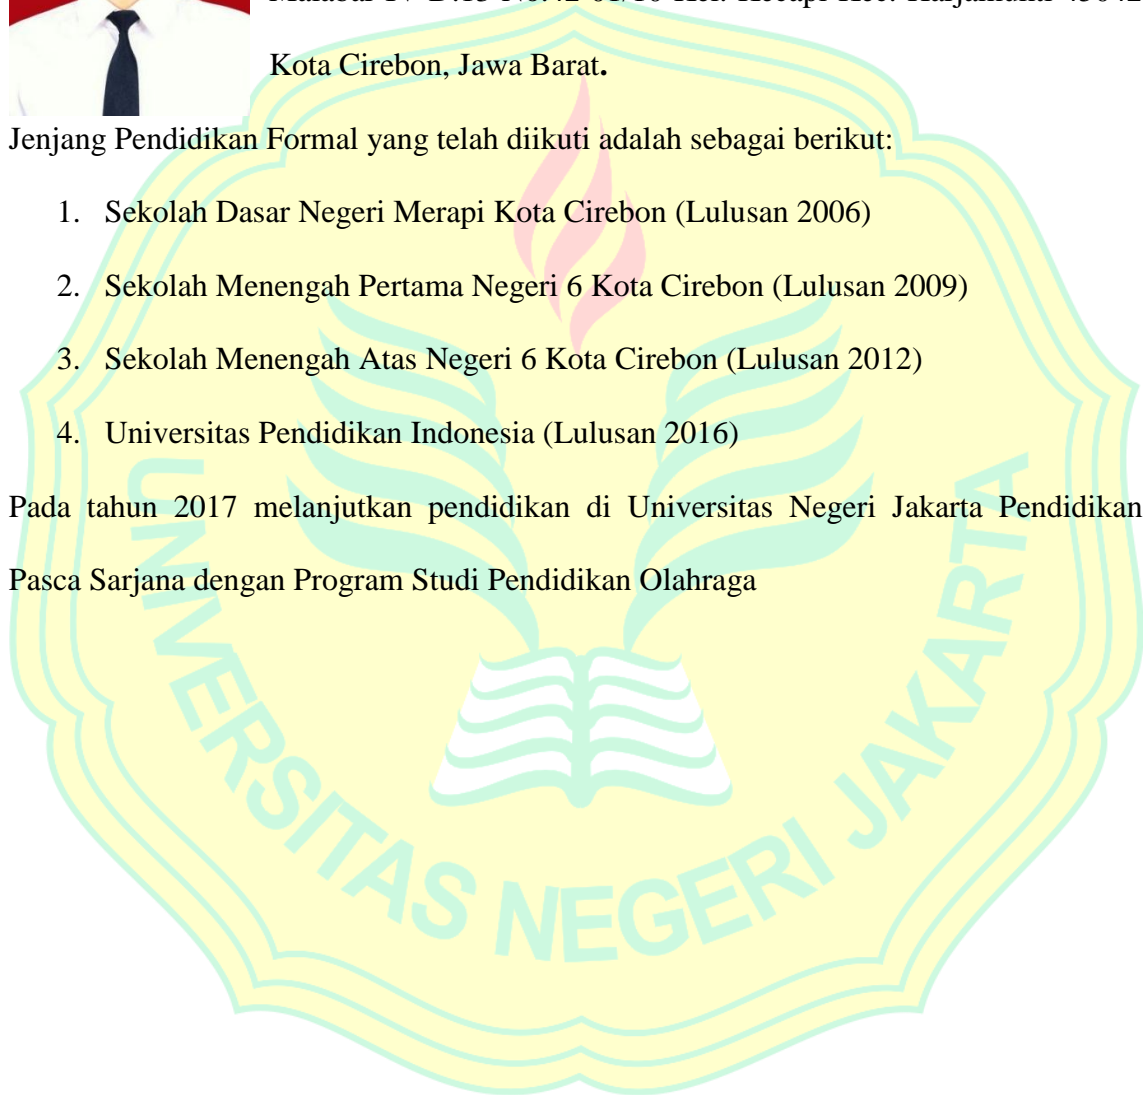 Kota Cirebon, Jawa Barat.
Jenjang Pendidikan Formal yang telah diikuti adalah sebagai berikut:
1. Sekolah Dasar Negeri Merapi Kota Cirebon (Lulusan 2006)
2. Sekolah Menengah Pertama Negeri 6 Kota Cirebon (Lulusan 2009)
3. Sekolah Menengah Atas Negeri 6 Kota Cirebon (Lulusan 2012)
4. Universitas Pendidikan Indonesia (Lulusan 2016)
Pada tahun 2017 melanjutkan pendidikan di Universitas Negeri Jakarta Pendidikan
Pasca Sarjana dengan Program Studi Pendidikan Olahraga
UNIVERSITAS NEGERI JAKARTA